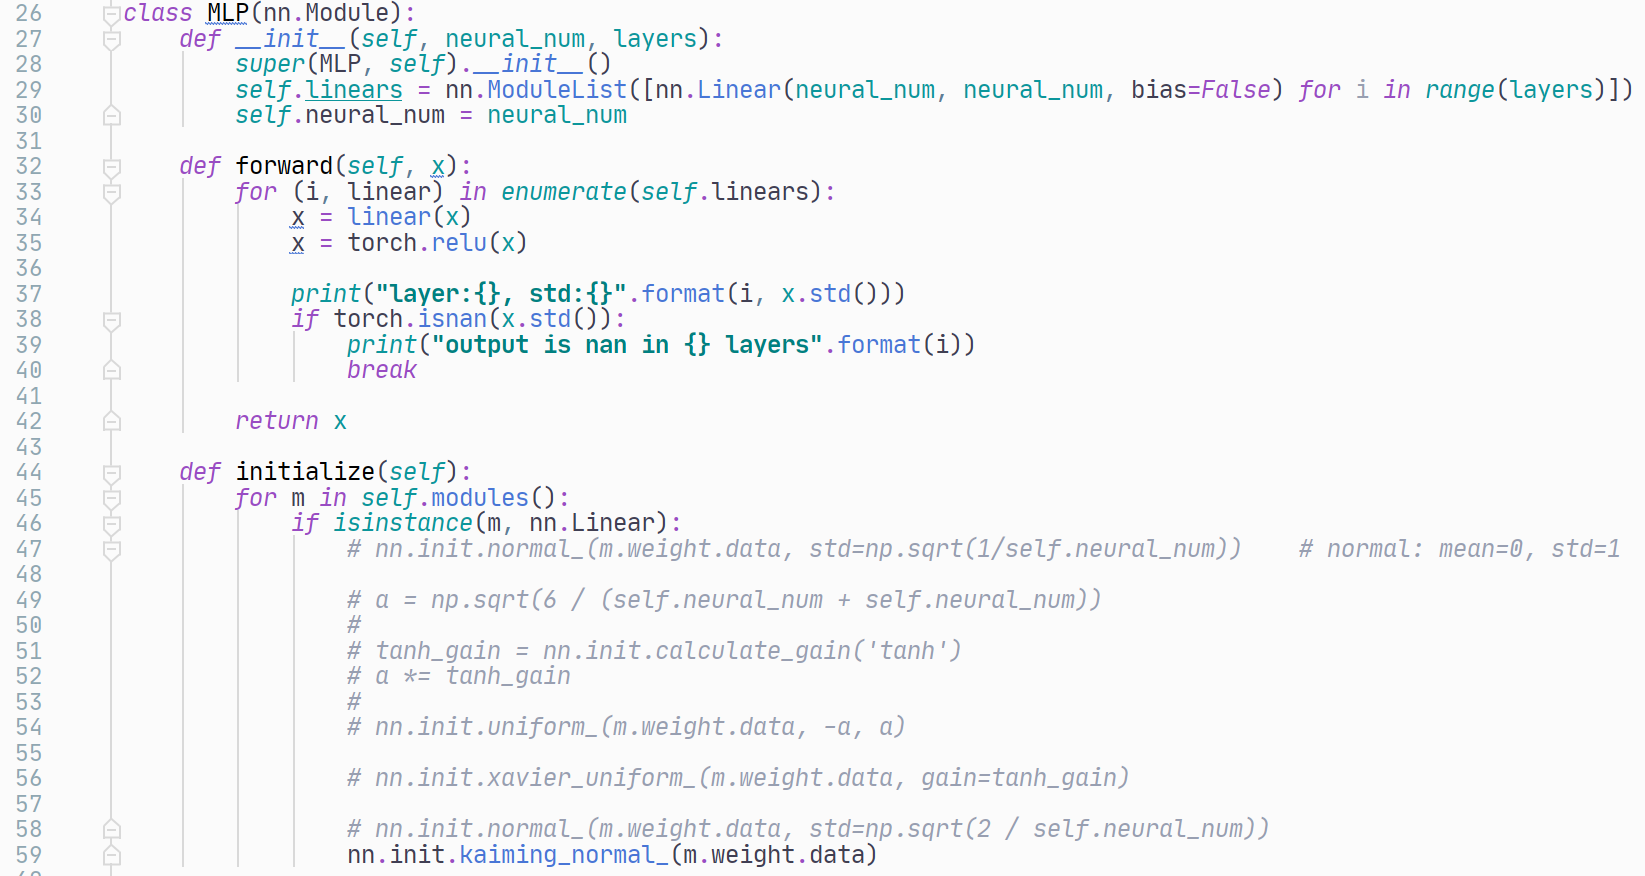 26 class MLP(nn.Module):
27     def __init__(self, neural_num, layers):
28         super(MLP, self).__init__()
29         self.linears = nn.ModuleList([nn.Linear(neural_num, neural_num, bias=False) for i in range(layers)])
30         self.neural_num = neural_num
31
32     def forward(self, x):
33         for (i, linear) in enumerate(self.linears):
34             x = linear(x)
35             x = torch.relu(x)
36
37             print("layer:{}, std:{}".format(i, x.std()))
38             if torch.isnan(x.std()):
39                 print("output is nan in {} layers".format(i))
40                 break
41
42         return x
43
44     def initialize(self):
45         for m in self.modules():
46             if isinstance(m, nn.Linear):
47                 # nn.init.normal_(m.weight.data, std=np.sqrt(1/self.neural_num))    # normal: mean=0, std=1
48
49                 # a = np.sqrt(6 / (self.neural_num + self.neural_num))
50                 #
51                 # tanh_gain = nn.init.calculate_gain('tanh')
52                 # a *= tanh_gain
53                 #
54                 # nn.init.uniform_(m.weight.data, -a, a)
55
56                 # nn.init.xavier_uniform_(m.weight.data, gain=tanh_gain)
57
58                 # nn.init.normal_(m.weight.data, std=np.sqrt(2 / self.neural_num))
59                 nn.init.kaiming_normal_(m.weight.data)